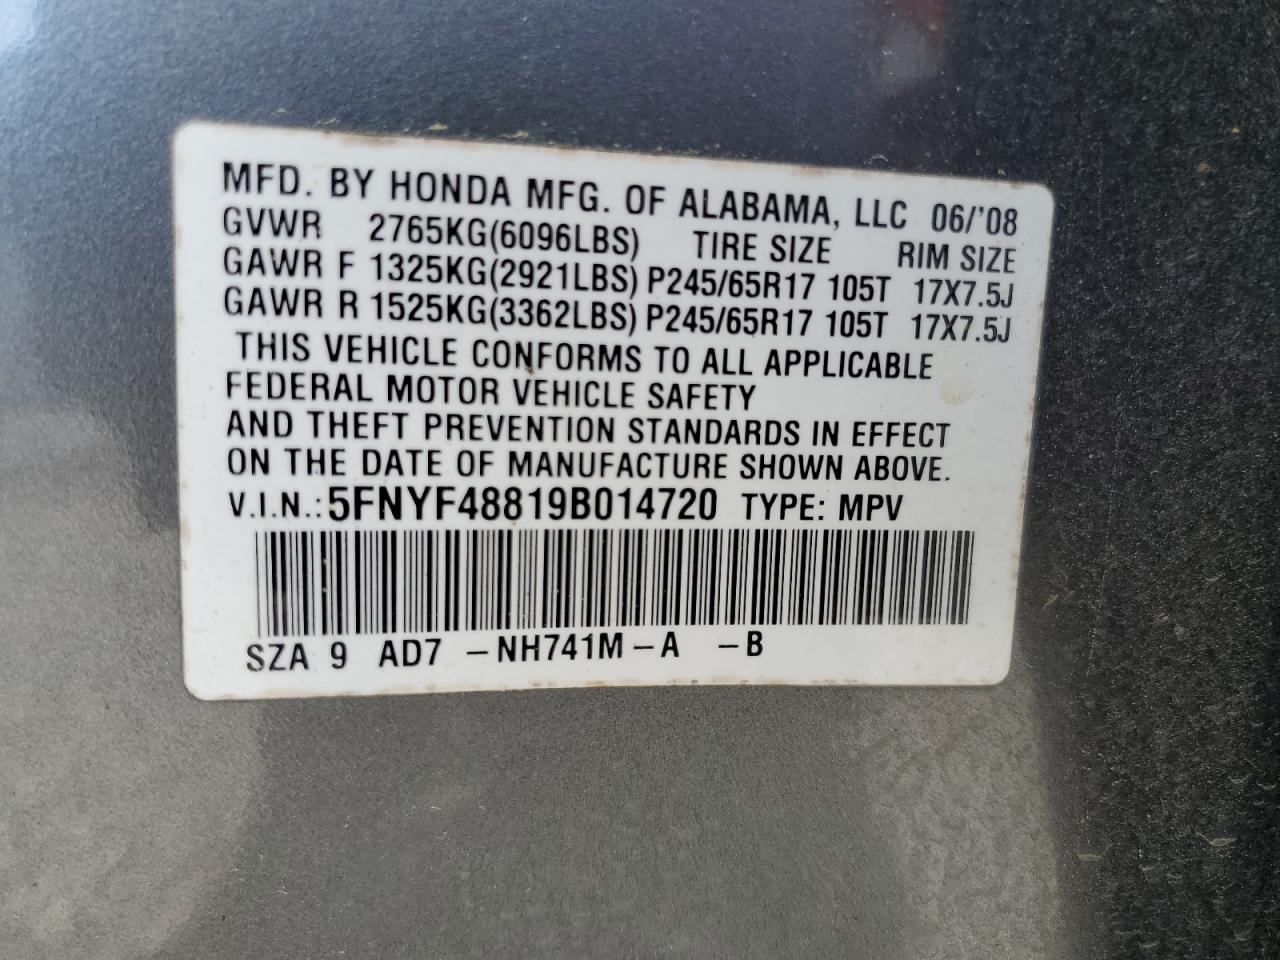 MFD. BY HONDA MFG. OF ALABAMA, LLC 06/'08
GVWR 2765KG(6096LBS) TIRE SIZE RIM SIZE
GAWR F 1325KG(2921LBS) P245/65R17 105T 17X7.5J
GAWR R 1525KG(3362LBS) P245/65R17 105T 17X7.5J
THIS VEHICLE CONFORMS TO ALL APPLICABLE
FEDERAL MOTOR VEHICLE SAFETY
AND THEFT PREVENTION STANDARDS IN EFFECT
ON THE DATE OF MANUFACTURE SHOWN ABOVE.
V.I.N.: 5FNYF48819B014720 TYPE: MPV
SZA 9 AD7 -NH741M-A -B